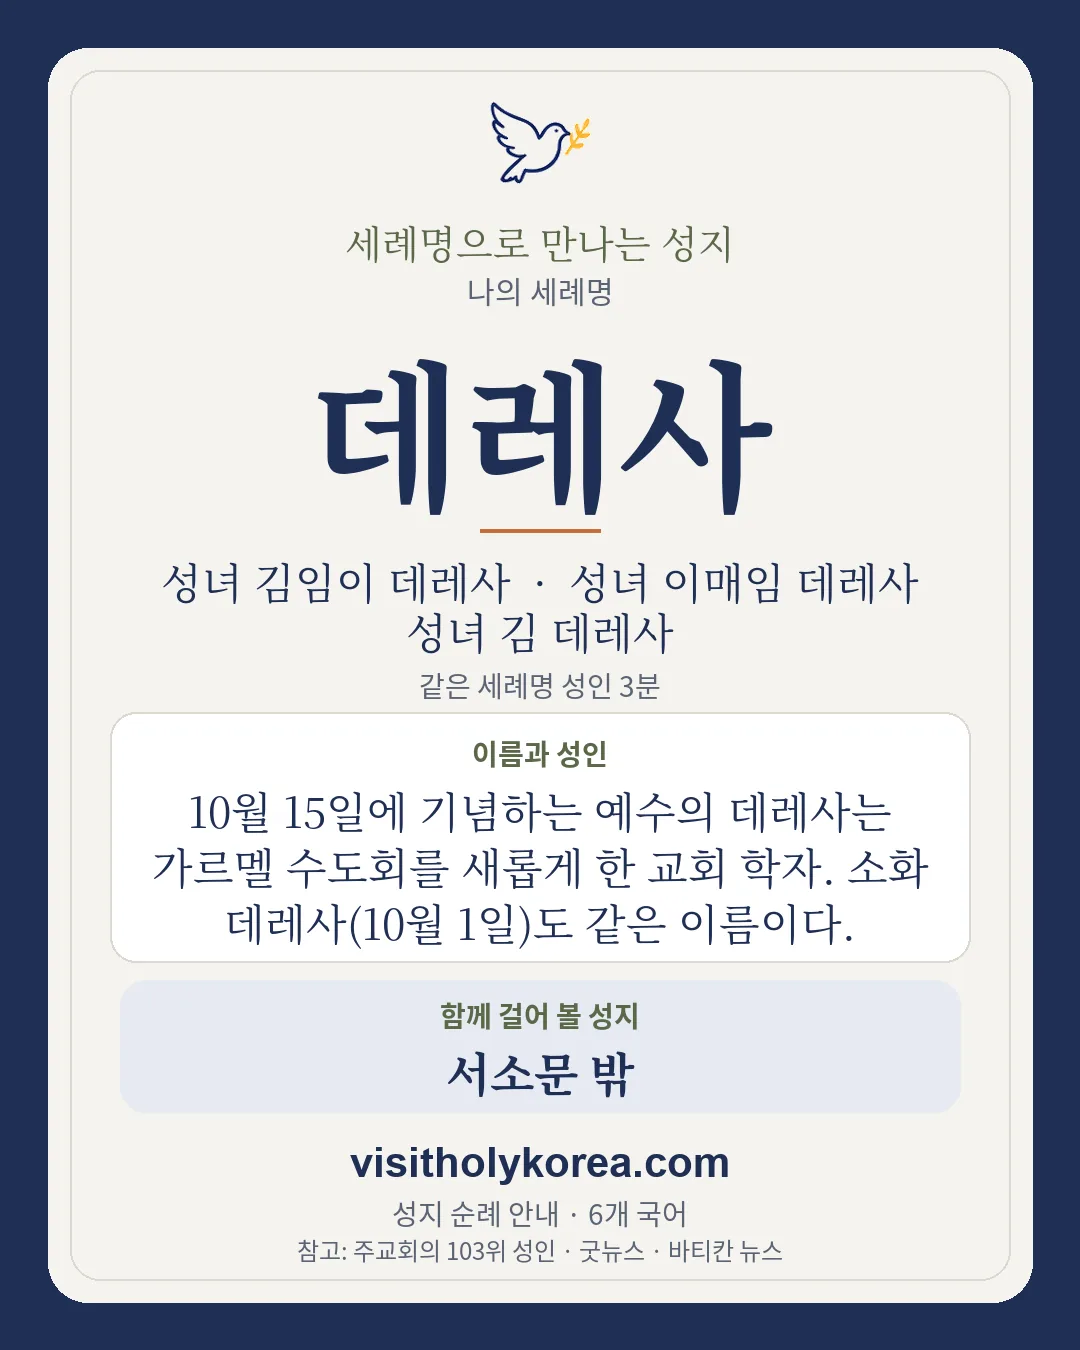 세례명으로 만나는 성지
나의 세례명
데레사
성녀 김임이 데레사 · 성녀 이매임 데레사
성녀 김 데레사
같은 세례명 성인 3분
이름과 성인
10월 15일에 기념하는 예수의 데레사는
가르멜 수도회를 새롭게 한 교회 학자. 소화
데레사(10월 1일)도 같은 이름이다.
함께 걸어 볼 성지
서소문 밖
visitholykorea.com
성지 순례 안내 · 6개 국어
참고: 주교회의 103위 성인 · 굿뉴스 · 바티칸 뉴스